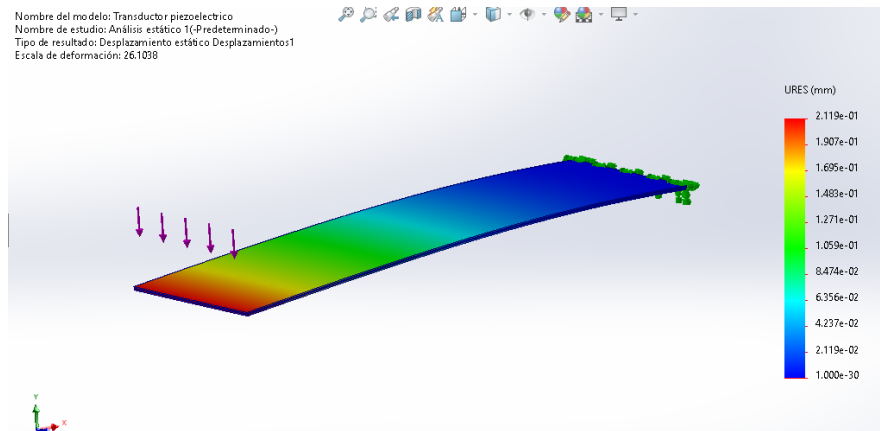 Nombre del modelo: Transductor piezoelectrico
Nombre de estudio: Análisis estático 1(-Predeterminado-)
Tipo de resultado: Desplazamiento estático Desplazamientos1
Escala de deformación: 26.1038
URES (mm)
2.119e-01
1.907e-01
1.695e-01
1.483e-01
1.271e-01
1.059e-01
8.474e-02
6.356e-02
4.237e-02
2.119e-02
1.000e-30
Y
X